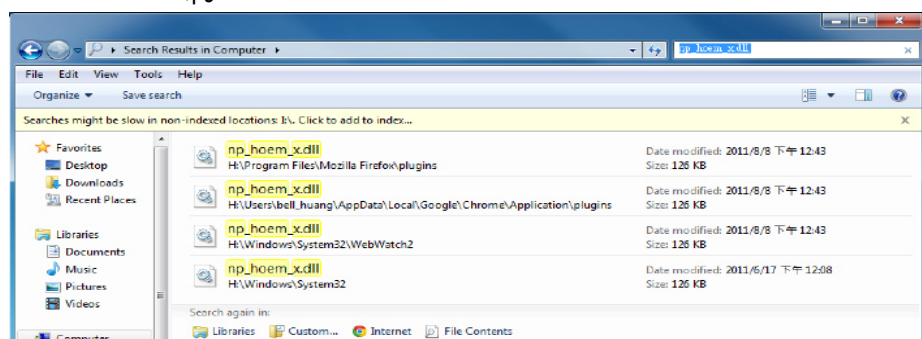 Search Results in Computer
np_hoem_x.dll
File Edit View Tools Help
Organize Save search
Searches might be slow in non-indexed locations: I:\. Click to add to index...
Favorites
Desktop
Downloads
Recent Places
Libraries
Documents
Music
Pictures
Videos
Computer
np_hoem_x.dll
H:\Program Files\Mozilla Firefox\plugins
Date modified: 2011/8/8 下午 12:43
Size: 126 KB
np_hoem_x.dll
H:\Users\bell_huang\AppData\Local\Google\Chrome\Application\plugins
Date modified: 2011/8/8 下午 12:43
Size: 126 KB
np_hoem_x.dll
H:\Windows\System32\WebWatch2
Date modified: 2011/8/8 下午 12:43
Size: 126 KB
np_hoem_x.dll
H:\Windows\System32
Date modified: 2011/6/17 下午 12:08
Size: 126 KB
Search again in:
Libraries Custom... Internet File Contents